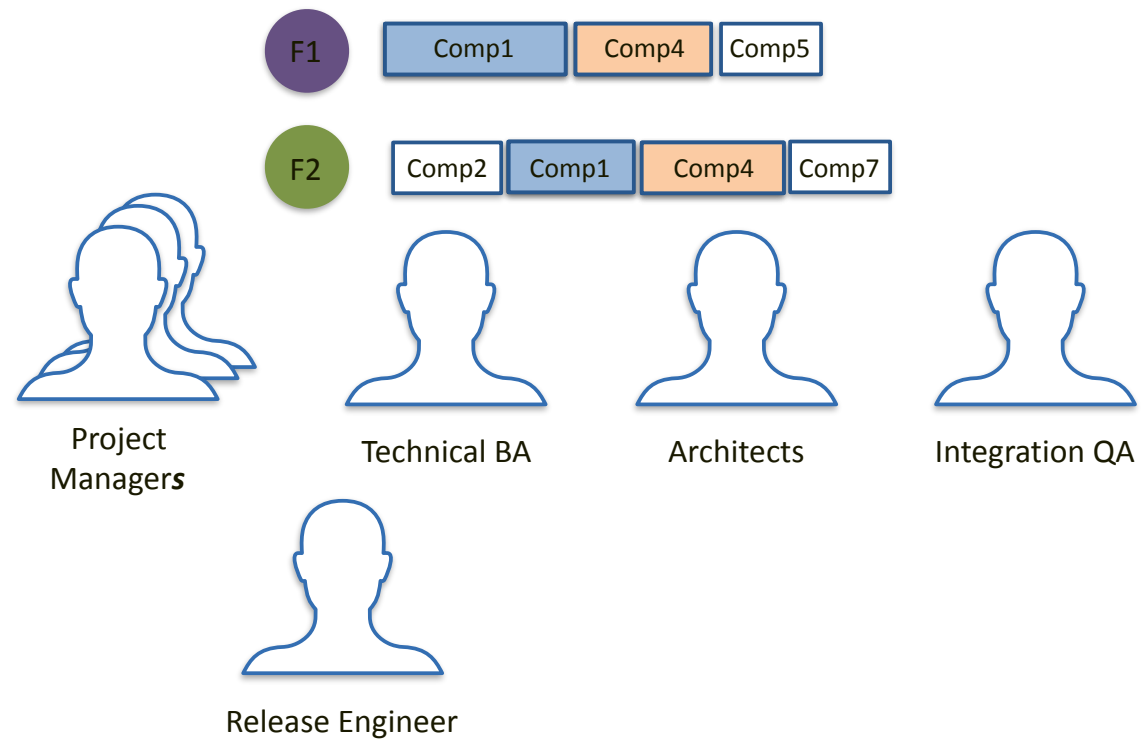 F1 Comp1 Comp4 Comp5
F2 Comp2 Comp1 Comp4 Comp7
Project
Managers
Technical BA
Architects
Integration QA
Release Engineer